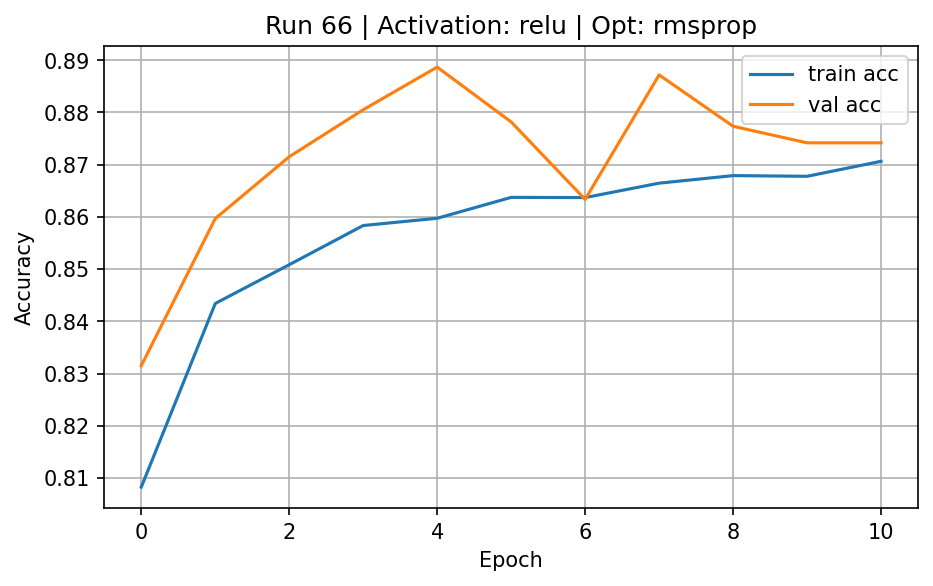 Run 66 | Activation: relu | Opt: rmsprop
train acc
val acc
0.89
0.88
0.87
0.86
0.85
0.84
0.83
0.82
0.81
Accuracy
0 2 4 6 8 10
Epoch